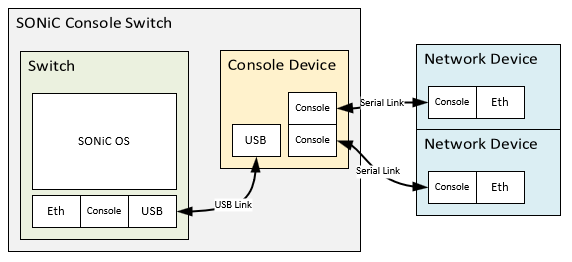 SONiC Console Switch
Switch
SONiC OS
Eth
Console
USB
USB Link
Console Device
Console
Console
USB
Serial Link
Serial Link
Network Device
Console
Eth
Network Device
Console
Eth